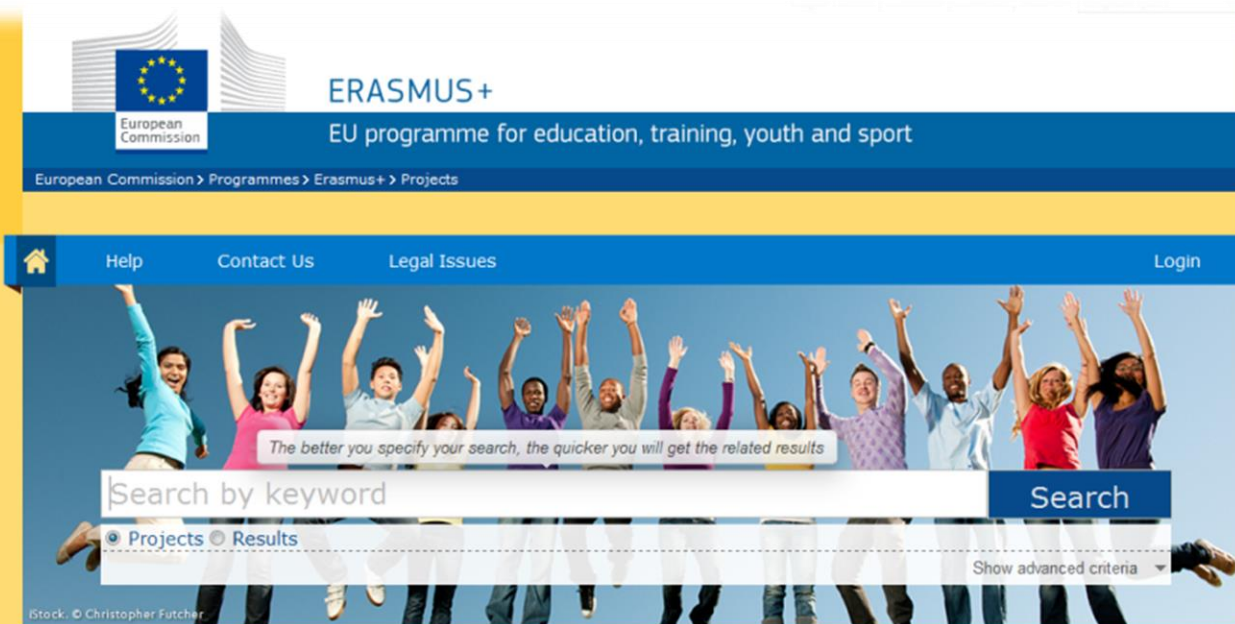 ERASMUS+
European
Commission
EU programme for education, training, youth and sport
European Commission > Programmes > Erasmus+ > Projects
Help Contact Us Legal Issues Login
The better you specify your search, the quicker you will get the related results
Search by keyword Search
Projects Results
Show advanced criteria
iStock. © Christopher Futcher